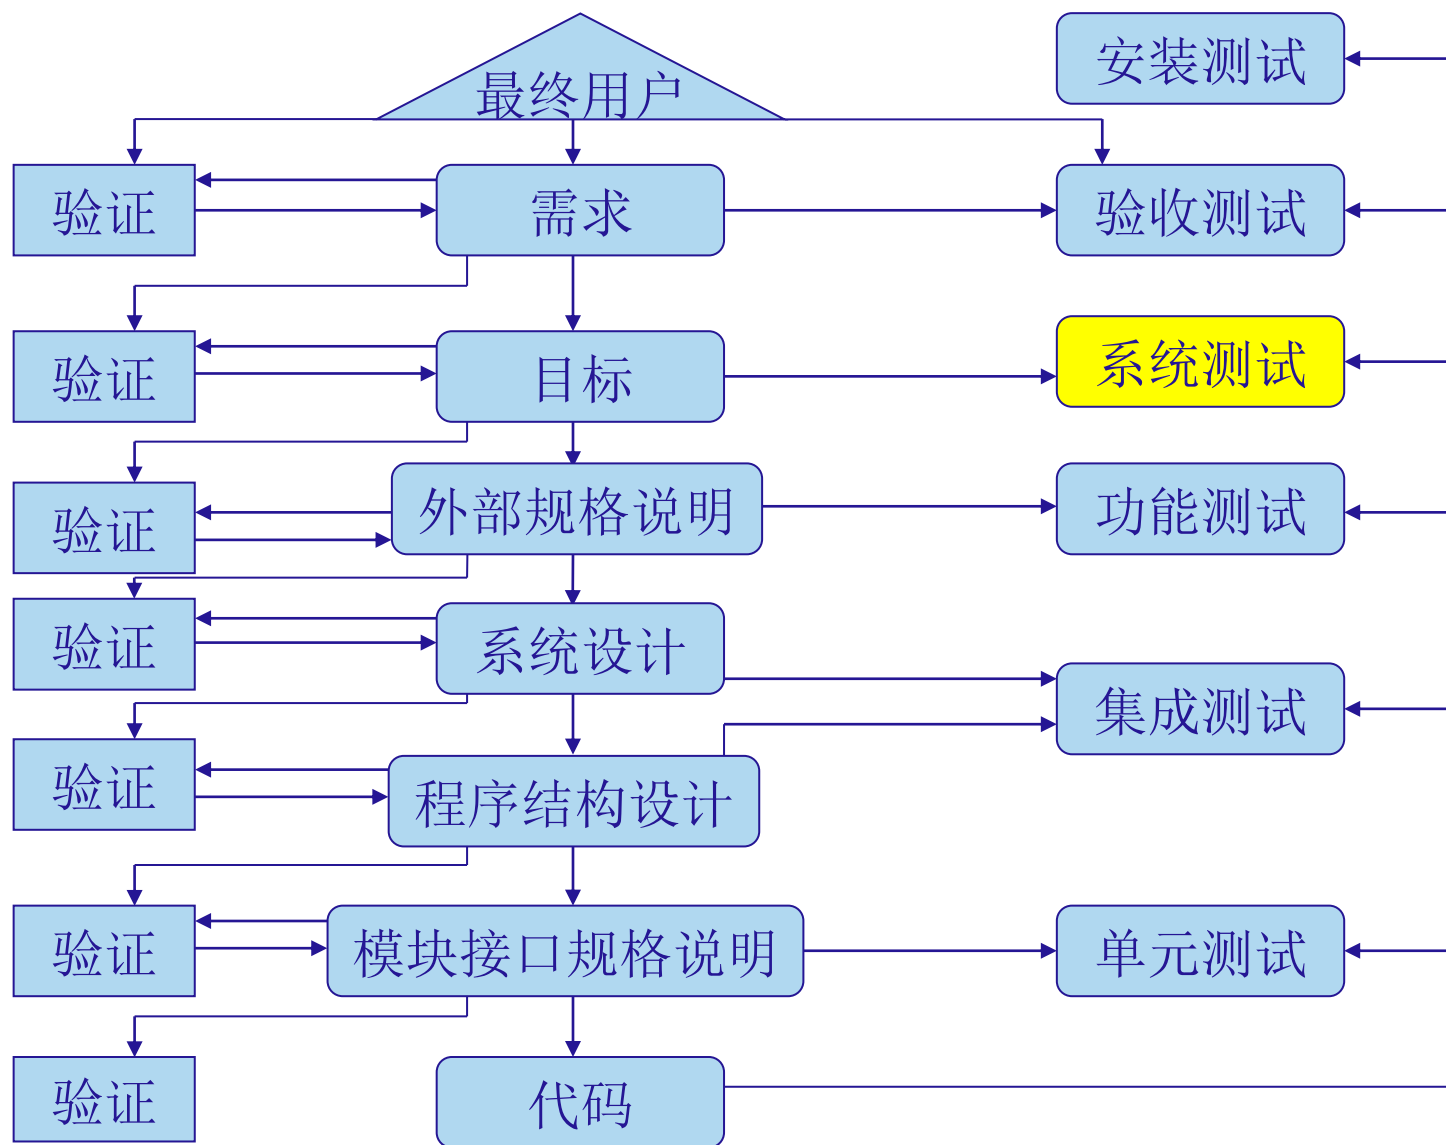 最终用户
安装测试
验证
需求
验收测试
验证
目标
系统测试
验证
外部规格说明
功能测试
验证
系统设计
集成测试
验证
程序结构设计
验证
模块接口规格说明
单元测试
验证
代码